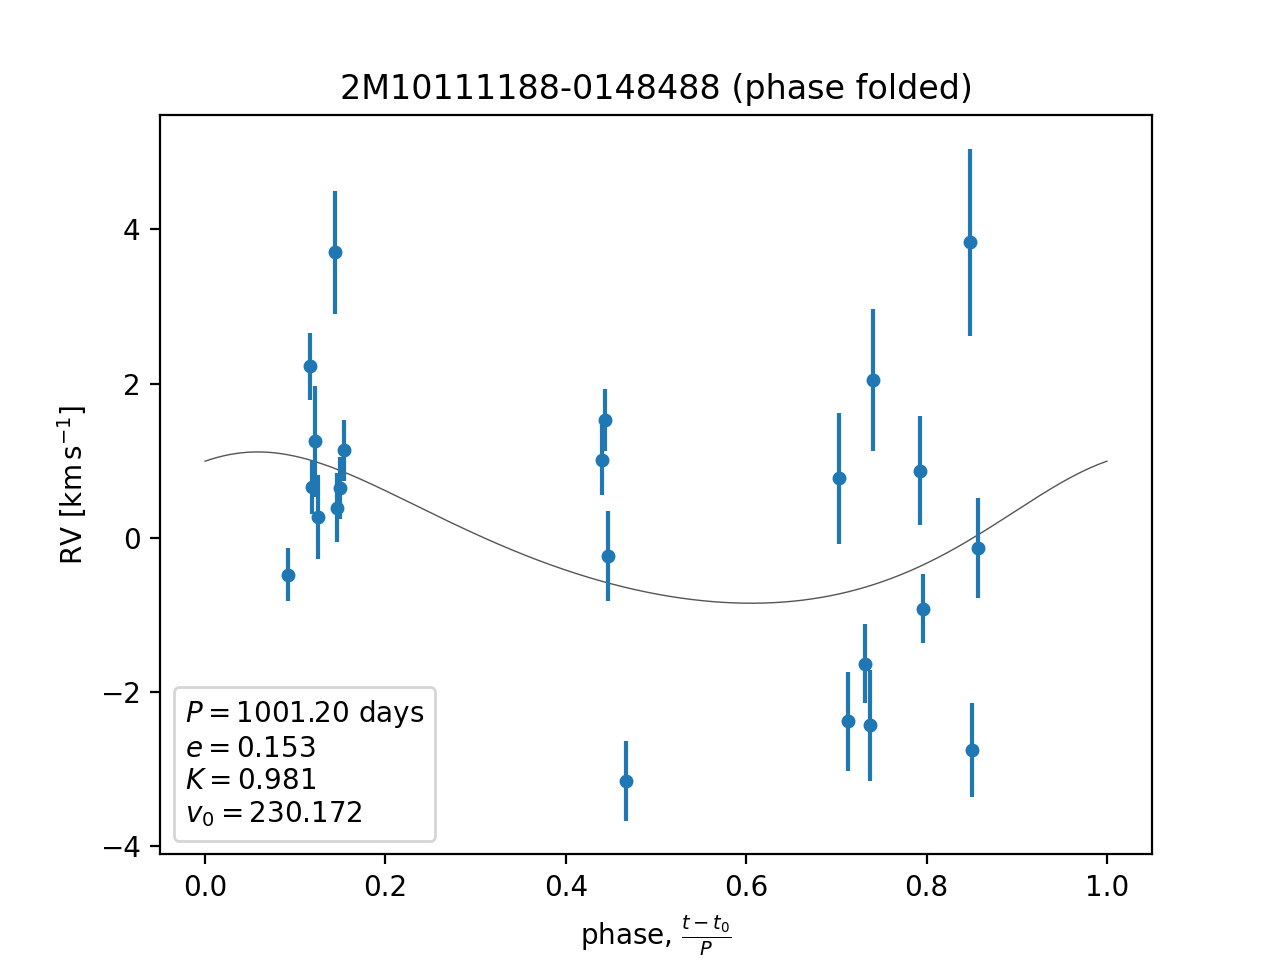 2M10111188-0148488 (phase folded)
RV [km s⁻¹]
4
2
0
−2
−4
P = 1001.20 days
e = 0.153
K = 0.981
v₀ = 230.172
0.0 0.2 0.4 0.6 0.8 1.0
phase, (t − t₀)/P